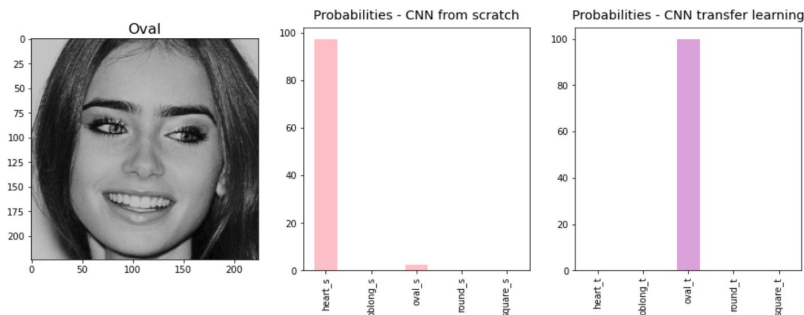 Oval
0
25
50
75
100
125
150
175
200
0 50 100 150 200
Probabilities - CNN from scratch
100
80
60
40
20
0
heart_s
oblong_s
oval_s
round_s
square_s
Probabilities - CNN transfer learning
100
80
60
40
20
0
heart_t
oblong_t
oval_t
round_t
square_t